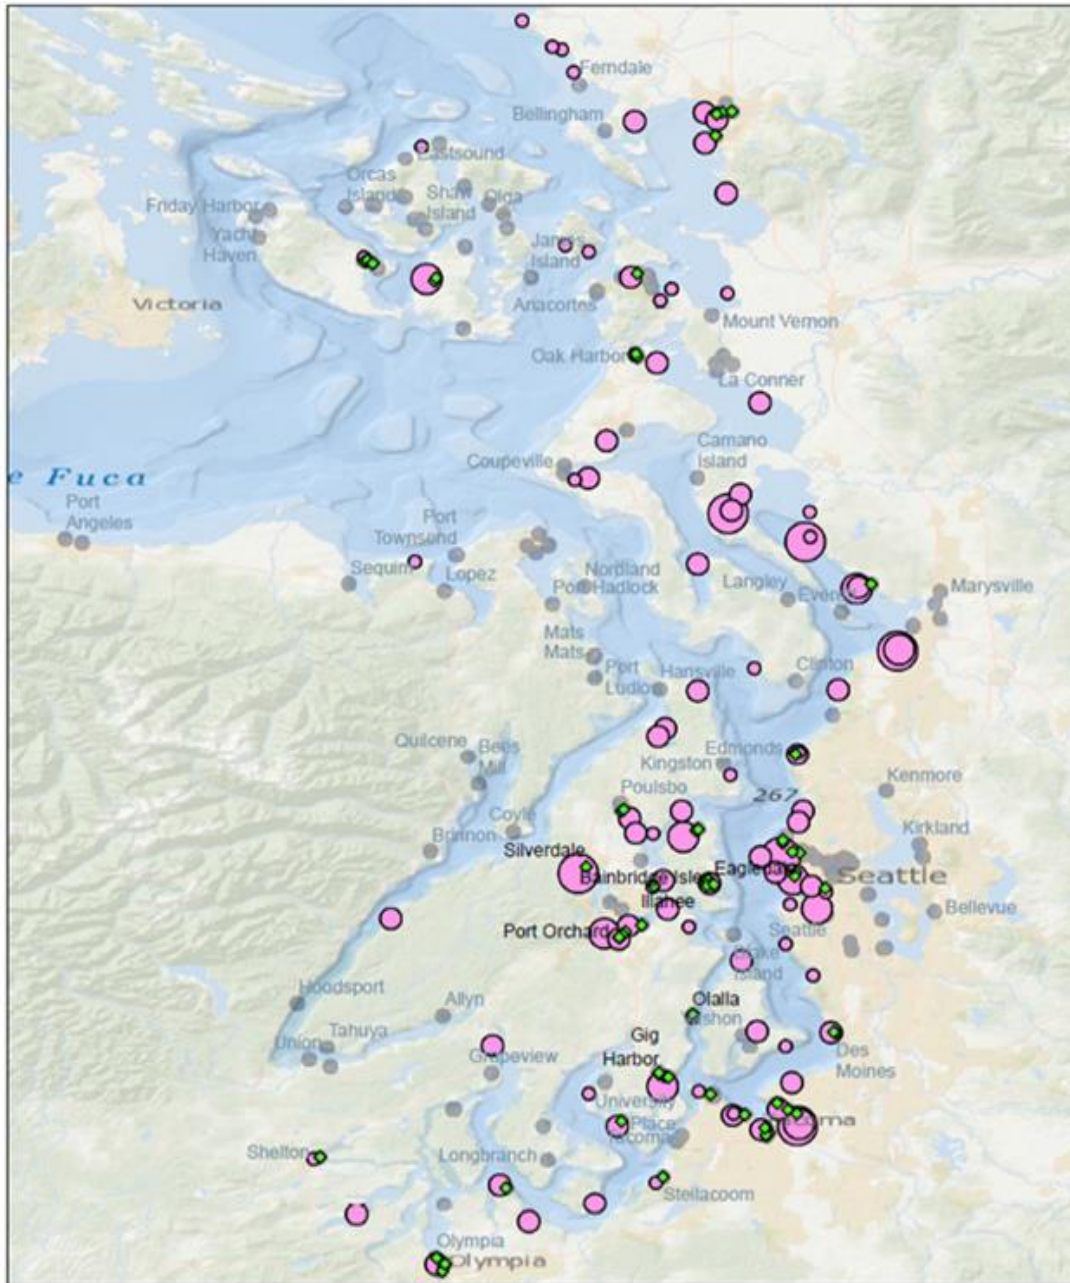 Ferndale
Bellingham
Eastsound
Orcas
Island
Shaw
Island
Olga
Friday Harbor
Yacht
Haven
James
Island
Victoria
Anacortes
Mount Vernon
Oak Harbor
La Conner
Camano
Island
Coupeville
e Fuca
Port
Angeles
Port
Townsend
Sequim
Lopez
Nordland
Port Hadlock
Langley
Everett
Marysville
Mats
Mats
Port
Ludlow
Hansville
Clinton
Quilcene
Bees
Mill
Edmonds
Kingston
Kenmore
Poulsbo
267
Coyle
Brinnon
Kirkland
Silverdale
Eagledale
Bainbridge Island
Seattle
Illahee
Bellevue
Port Orchard
Seattle
Blake
Island
Hoodsport
Allyn
Olalla
Vashon
Union
Tahuya
Gig
Harbor
Grapeview
Des
Moines
University
Place
Tacoma
Tacoma
Shelton
Longbranch
Steilacoom
Olympia
Olympia